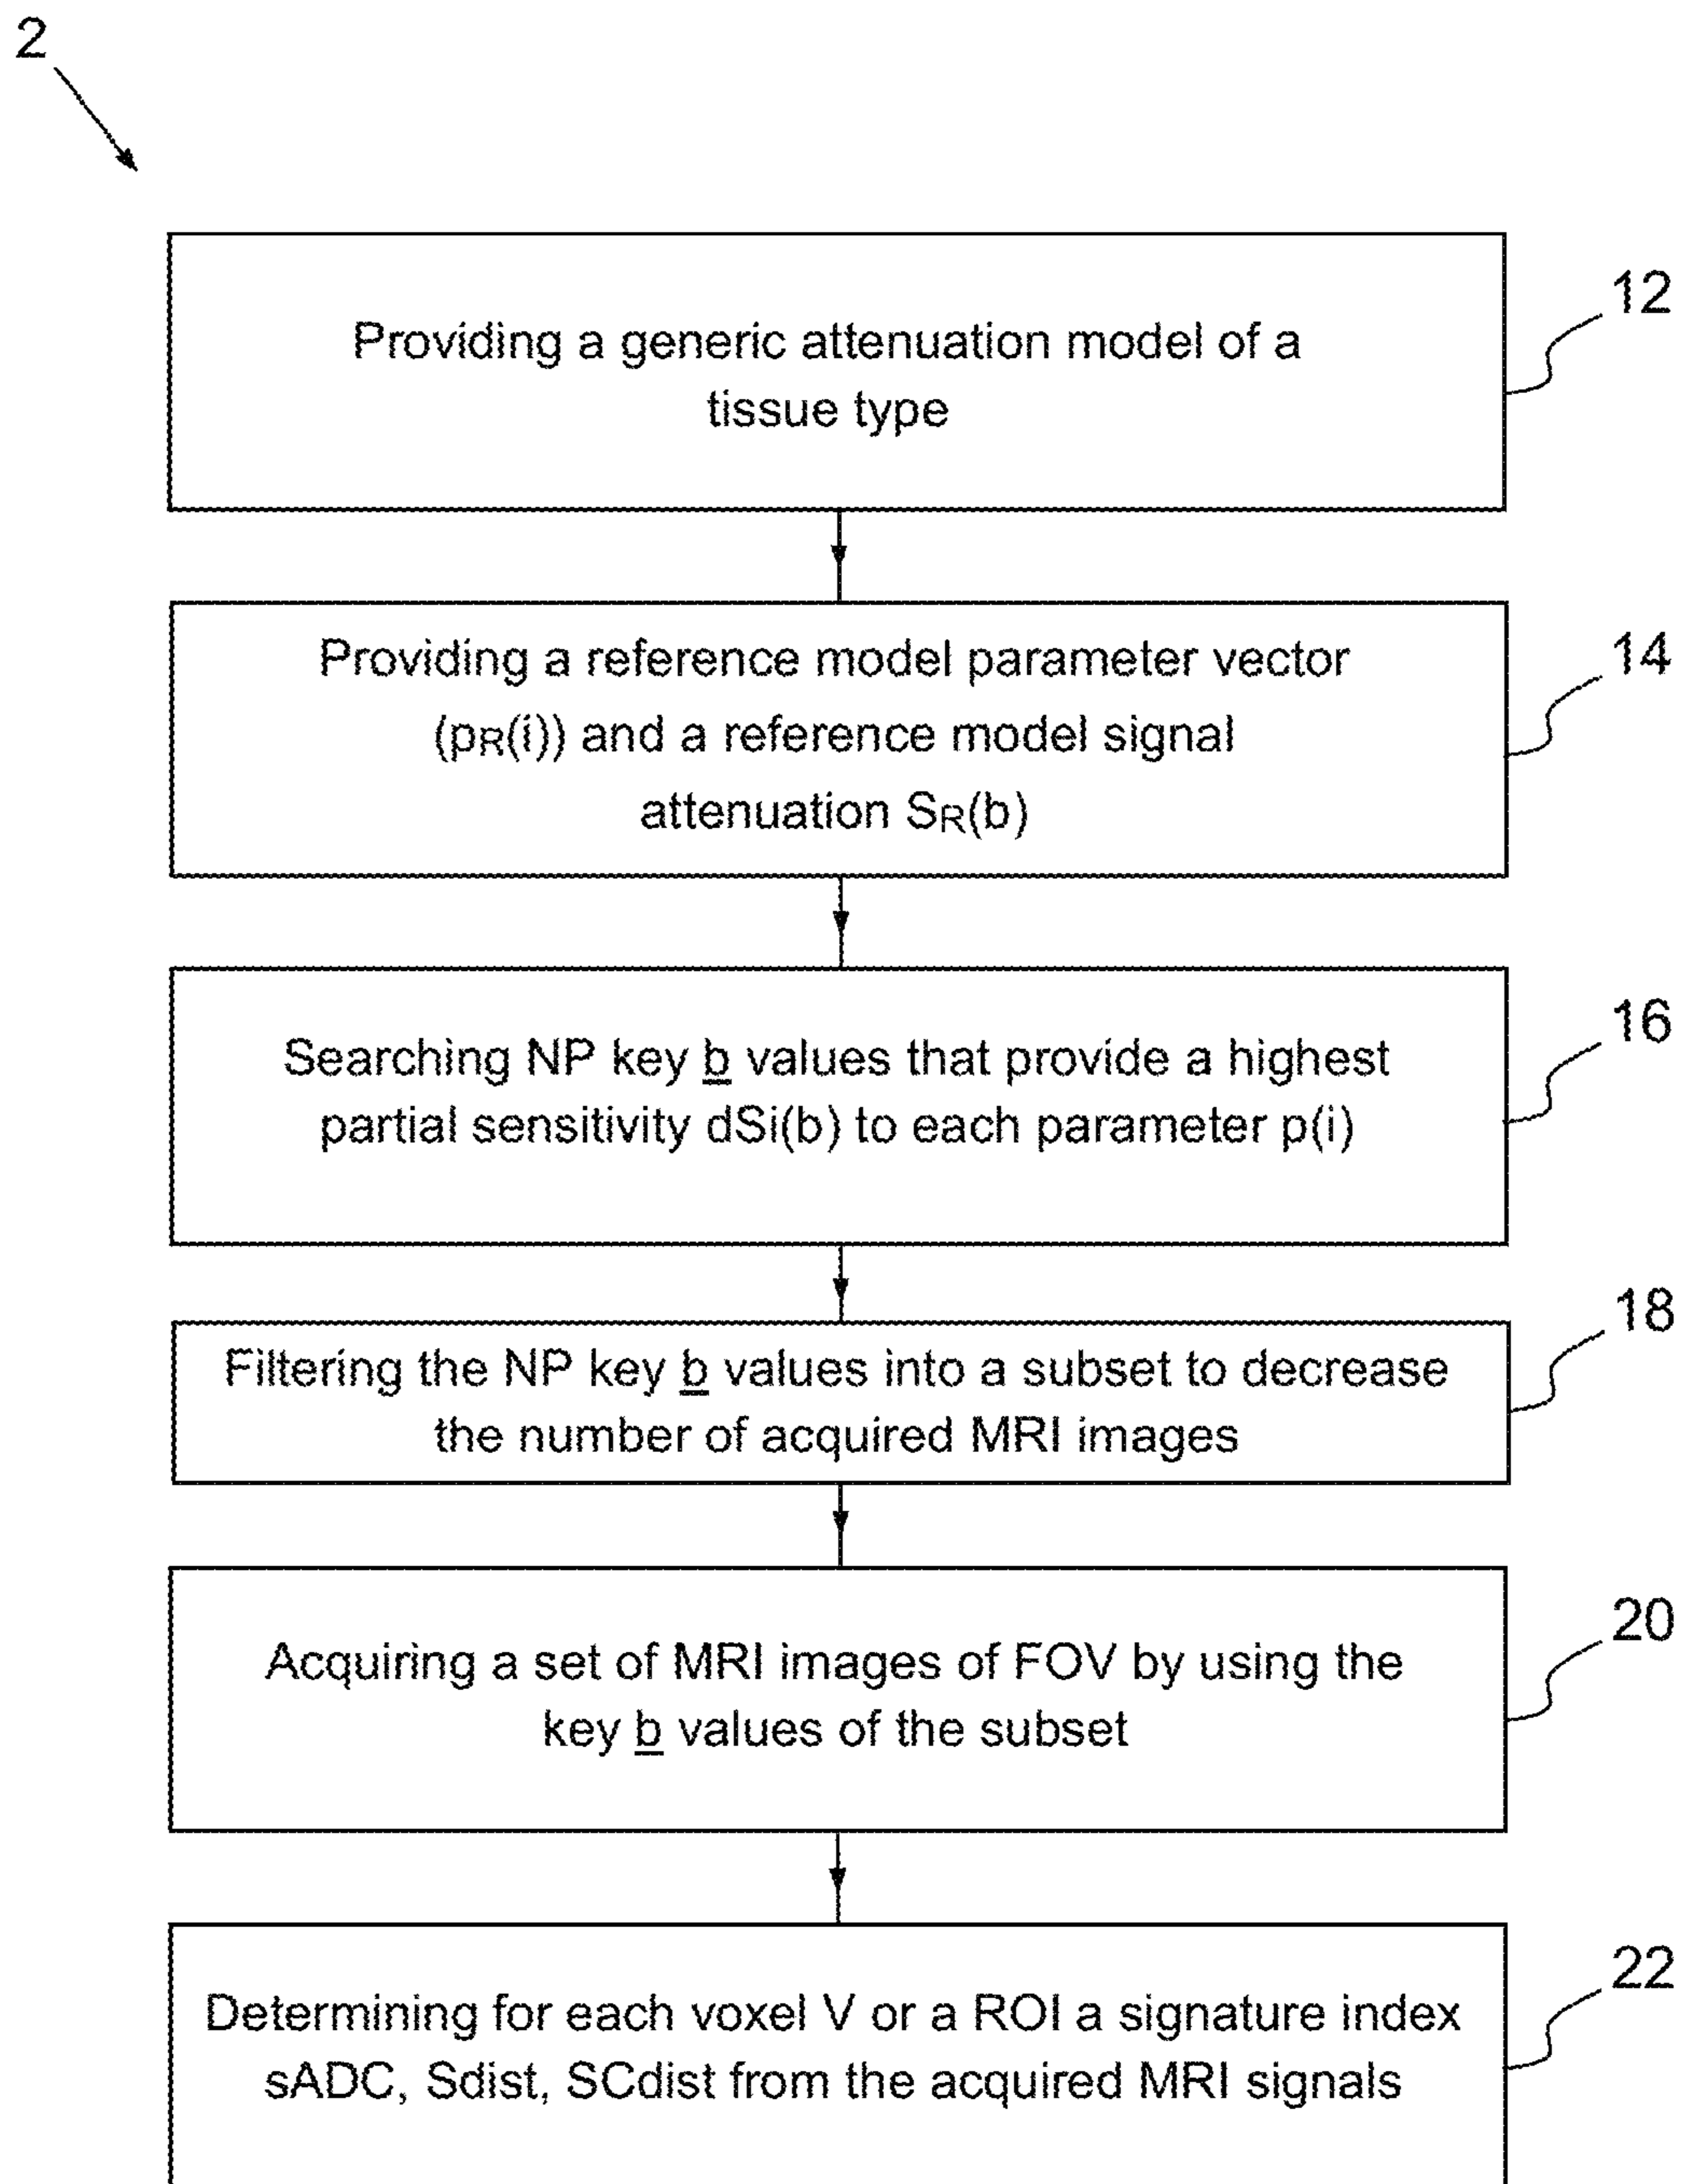 2
Providing a generic attenuation model of a
tissue type
12
Providing a reference model parameter vector
(pR(i)) and a reference model signal
attenuation SR(b)
14
Searching NP key b values that provide a highest
partial sensitivity dSi(b) to each parameter p(i)
16
Filtering the NP key b values into a subset to decrease
the number of acquired MRI images
18
Acquiring a set of MRI images of FOV by using the
key b values of the subset
20
Determining for each voxel V or a ROI a signature index
sADC, Sdist, SCdist from the acquired MRI signals
22